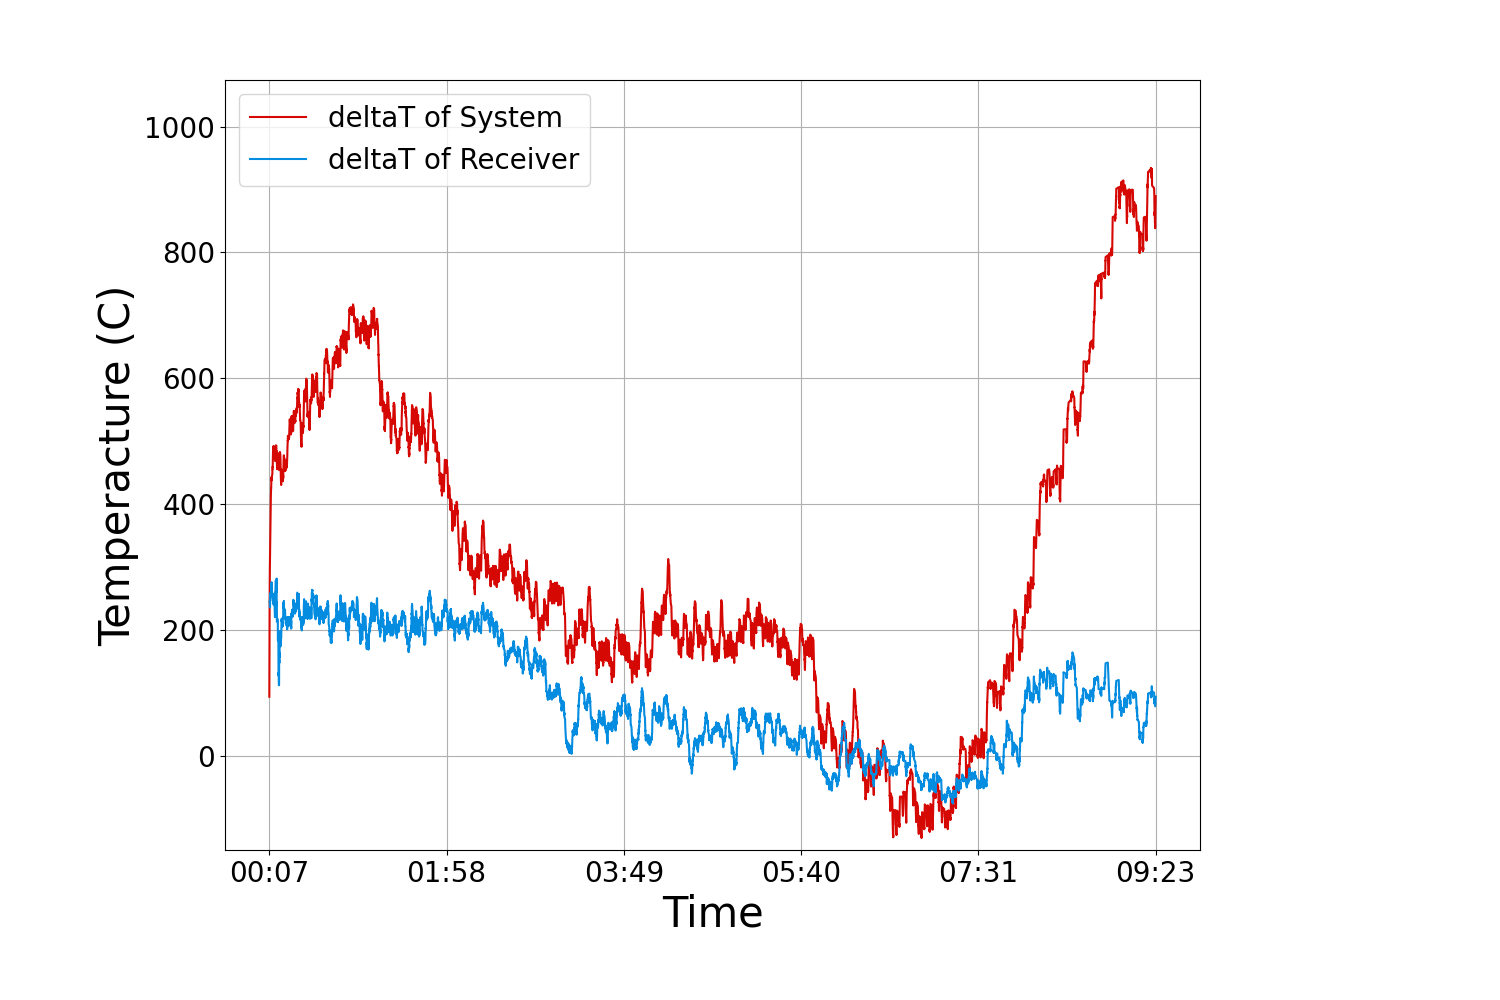 deltaT of System
deltaT of Receiver
Temperacture (C)
1000
800
600
400
200
0
00:07 01:58 03:49 05:40 07:31 09:23
Time